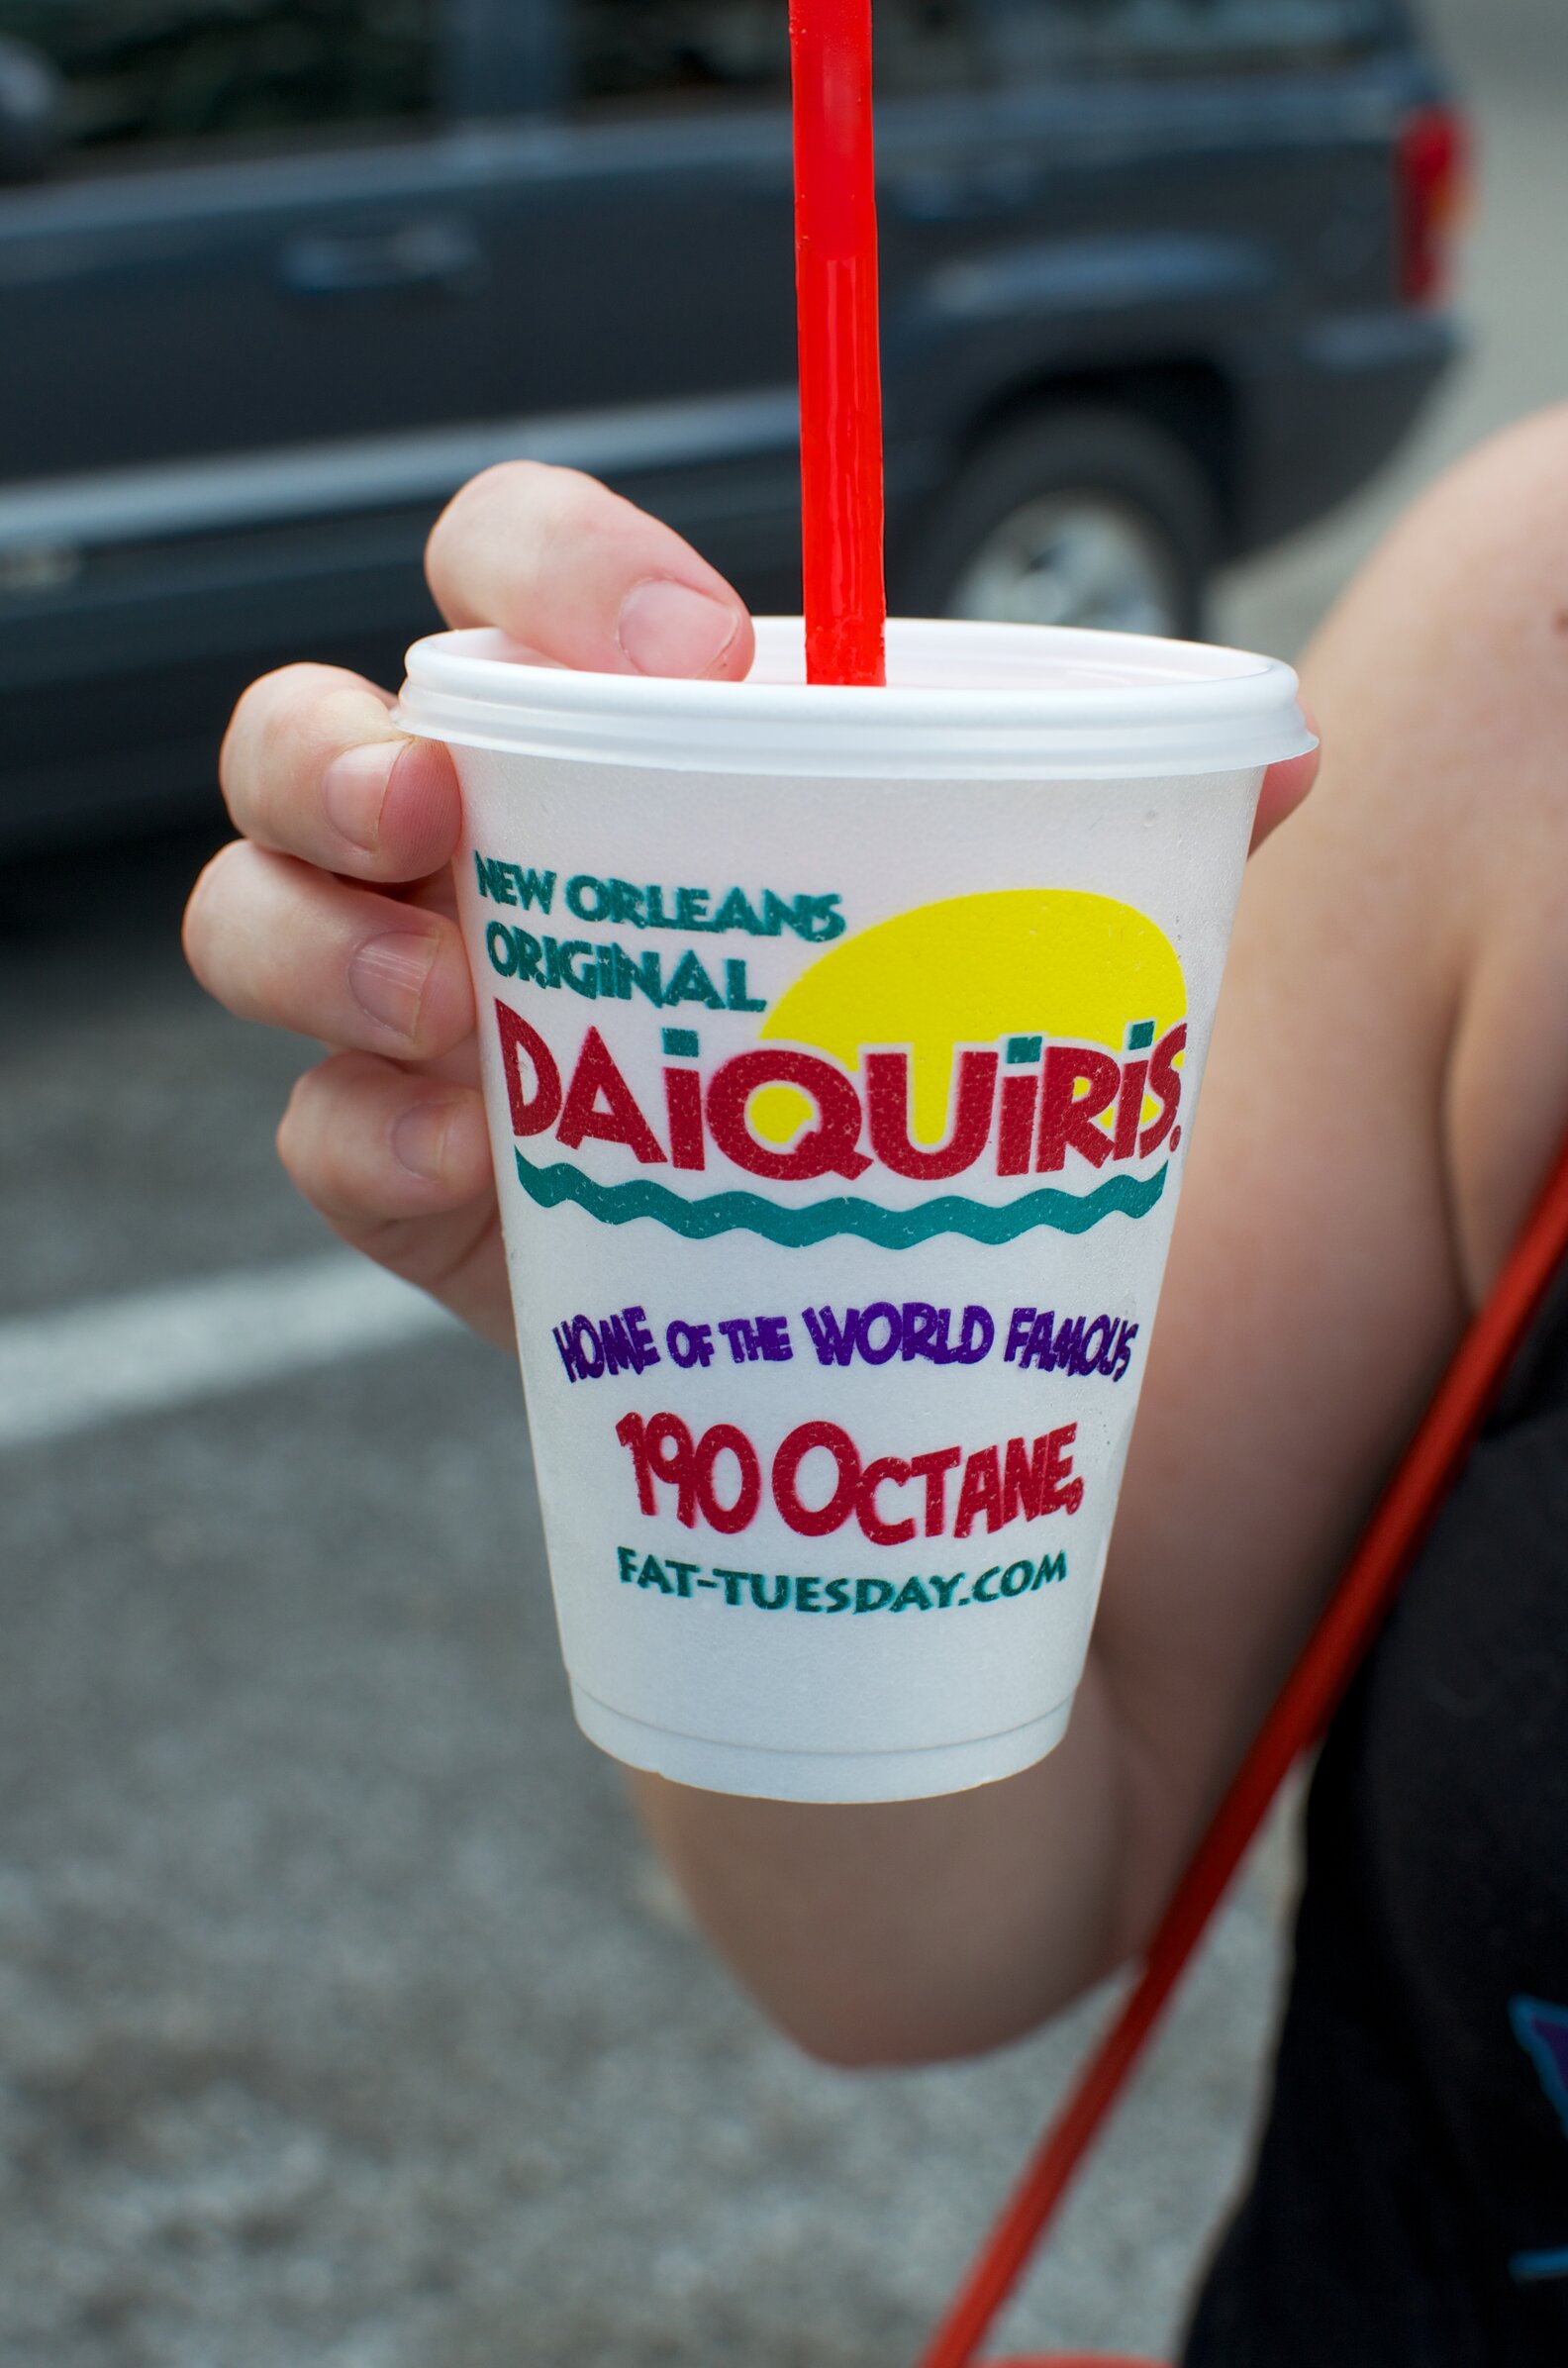 NEW ORLEANS
ORIGINAL
DAiQUiRiS®
HOME OF THE WORLD FAMOUS
190 OCTANE®
FAT-TUESDAY.COM